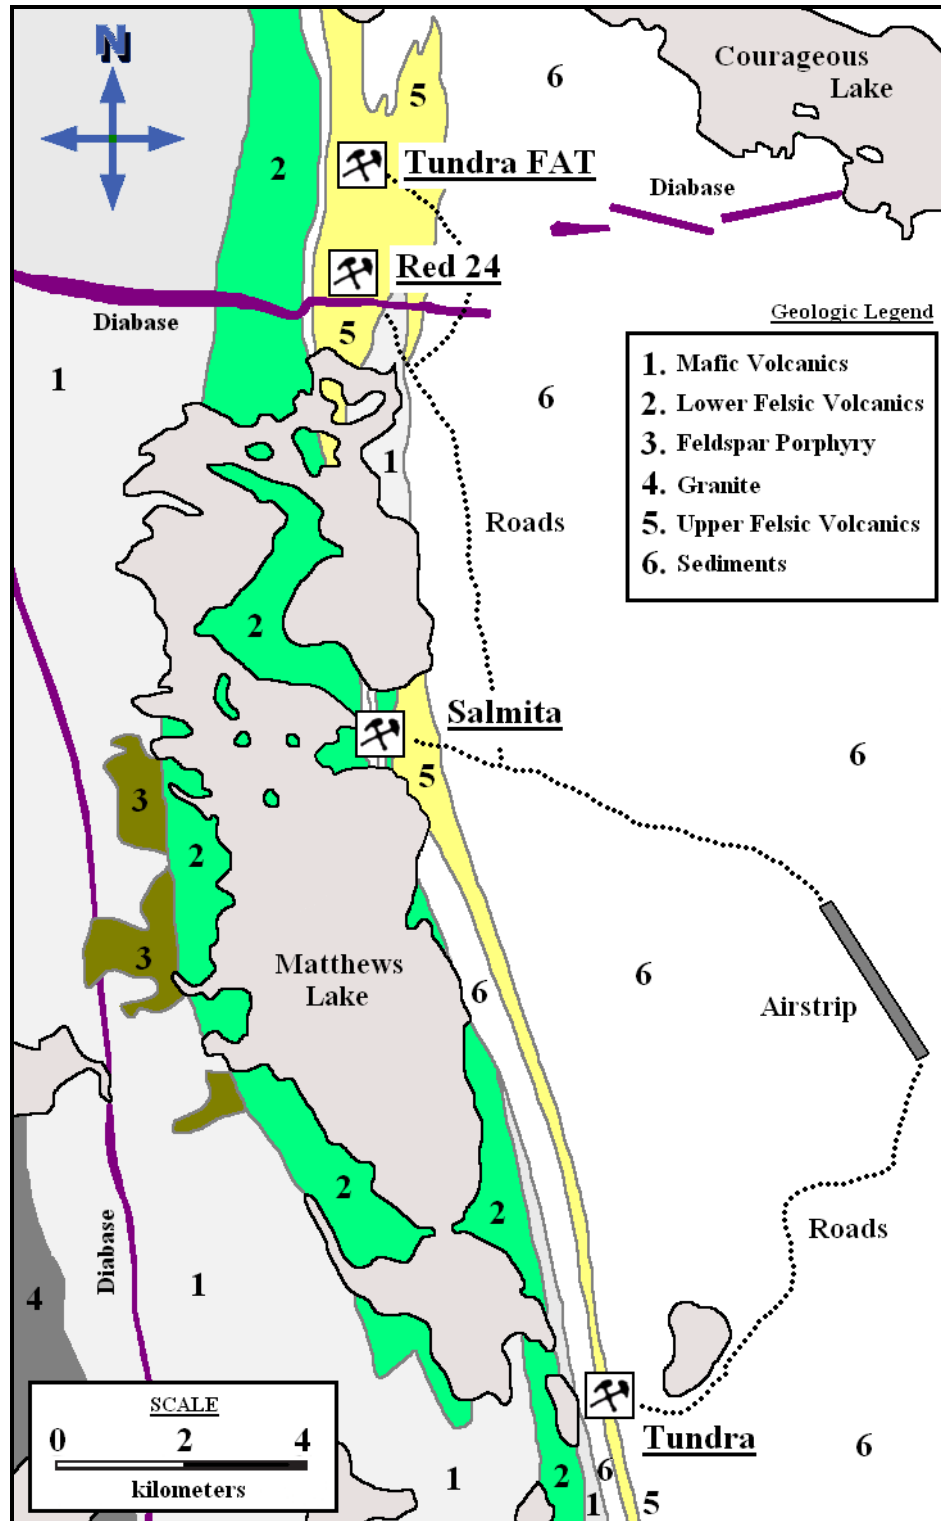 N
Courageous
Lake
6
5
2
Tundra FAT
Diabase
Red 24
Diabase
5
Geologic Legend
1. Mafic Volcanics
2. Lower Felsic Volcanics
3. Feldspar Porphyry
4. Granite
5. Upper Felsic Volcanics
6. Sediments
1
6
1
Roads
2
Salmita
6
5
3
2
3
Matthews
Lake
6
6
Airstrip
2
2
Roads
Diabase
1
4
SCALE
0 2 4
kilometers
Tundra
6
1
2
6
1
5